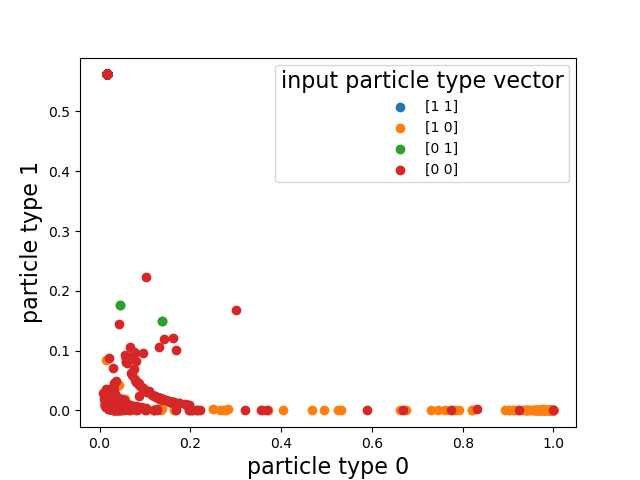 input particle type vector
[1 1]
[1 0]
[0 1]
[0 0]
particle type 1
0.5
0.4
0.3
0.2
0.1
0.0
0.0 0.2 0.4 0.6 0.8 1.0
particle type 0